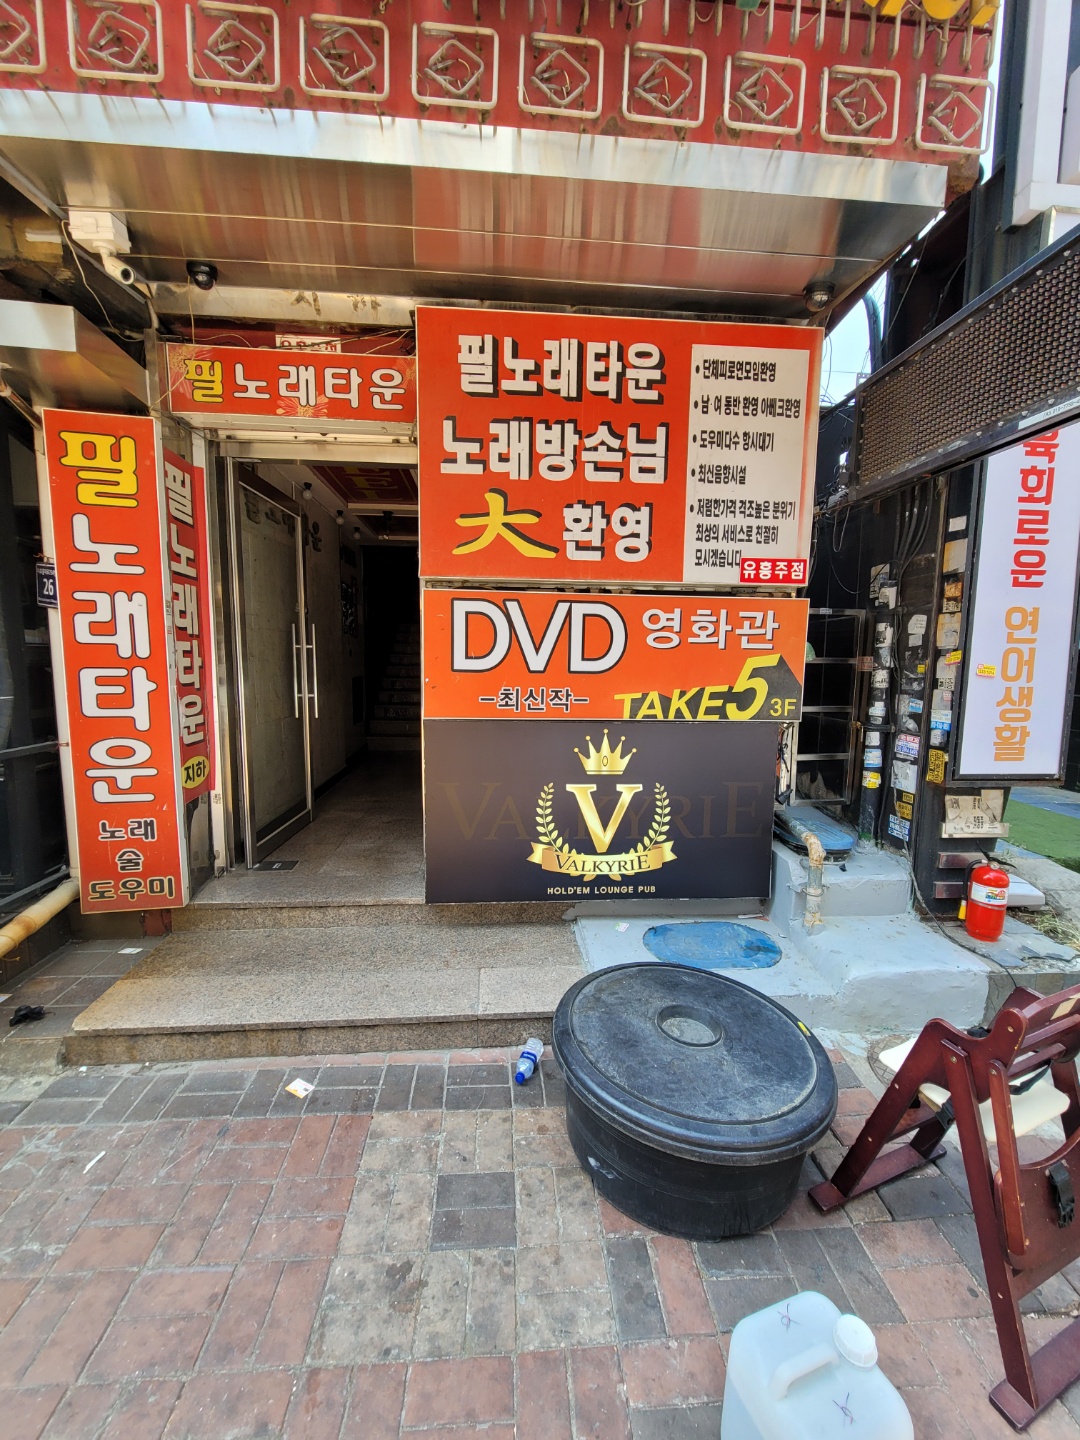 필노래타운
필노래타운
노래
술
도우미
필노래타운
지하
26
필노래타운
노래방손님
大환영
• 단체피로연모임환영
• 남·여 동반 환영 아베크환영
• 도우미다수 항시대기
• 최신음향시설
• 저렴한가격 격조높은 분위기
최상의 서비스로 친절히
모시겠습니다
유흥주점
DVD 영화관
-최신작-
TAKE5 3F
VALKYRIE
V
VALKYRIE
HOLD'EM LOUNGE PUB
육회로운
연어생활